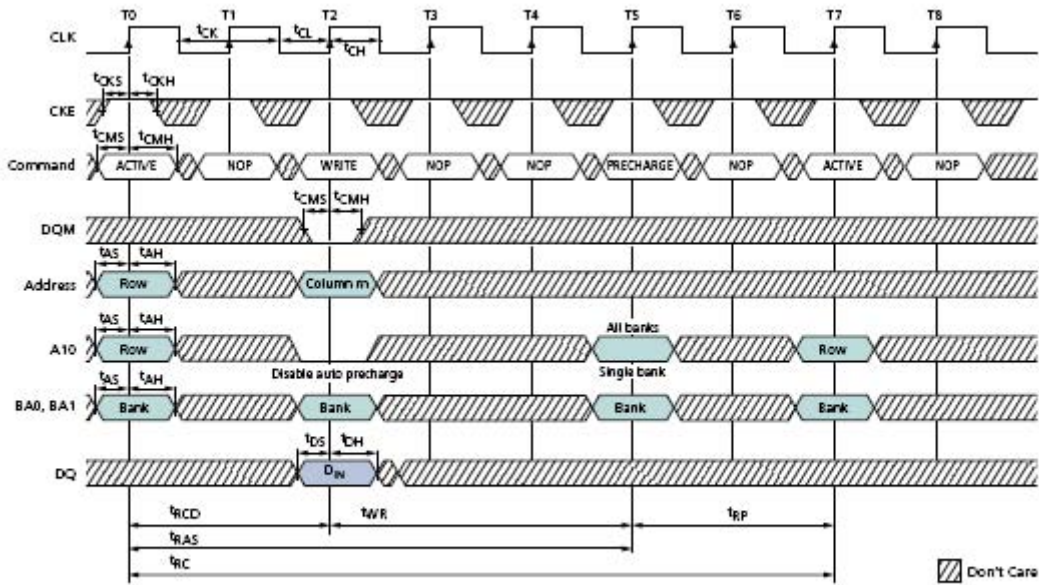 T0 T1 T2 T3 T4 T5 T6 T7 T8
CLK
tCK tCL
tCH
tCKS tCKH
CKE
tCMS tCMH
Command ACTIVE NOP WRITE NOP NOP PRECHARGE NOP ACTIVE NOP
tCMS tCMH
DQM
tAS tAH
Address Row Column m
tAS tAH
All banks
A10 Row Row
Disable auto precharge Single bank
tAS tAH
BA0, BA1 Bank Bank Bank Bank
tDS tDH
DQ DIN
tRCD tWR tRP
tRAS
tRC
Don't Care